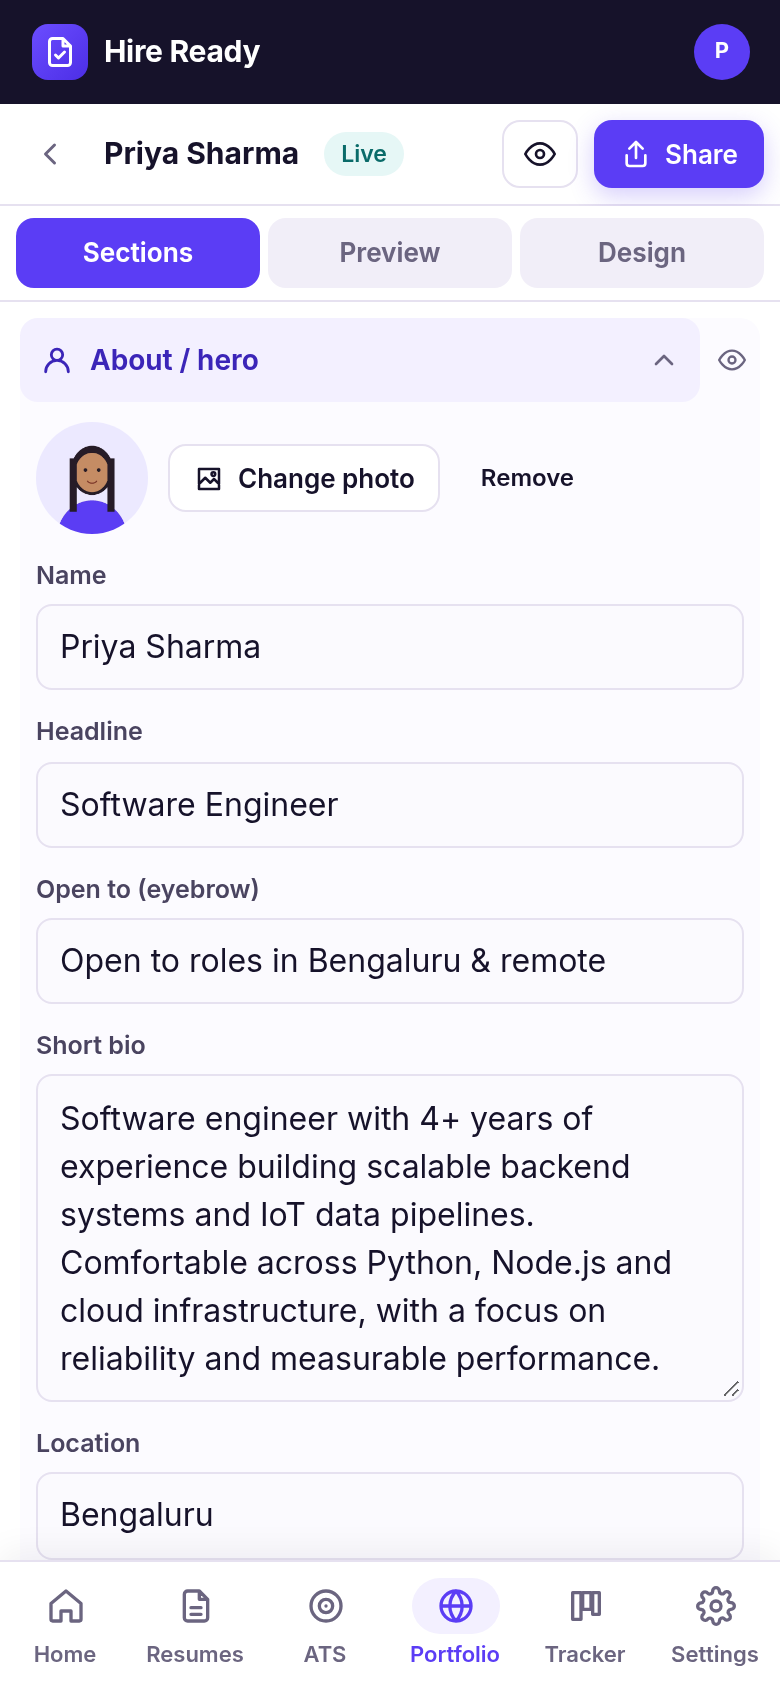 Hire Ready
P
Priya Sharma
Live
Share
Sections
Preview
Design
About / hero
Change photo
Remove
Name
Priya Sharma
Headline
Software Engineer
Open to (eyebrow)
Open to roles in Bengaluru & remote
Short bio
Software engineer with 4+ years of
experience building scalable backend
systems and IoT data pipelines.
Comfortable across Python, Node.js and
cloud infrastructure, with a focus on
reliability and measurable performance.
Location
Bengaluru
Home
Resumes
ATS
Portfolio
Tracker
Settings